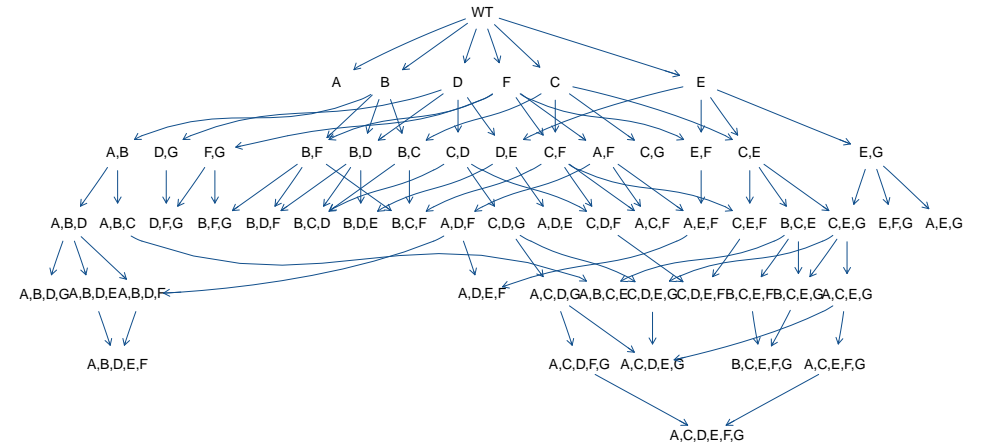 WT
A B D F C E
A,B D,G F,G B,F B,D B,C C,D D,E C,F A,F C,G E,F C,E E,G
A,B,D A,B,C D,F,G B,F,G B,D,F B,C,D B,D,E B,C,F A,D,F C,D,G A,D,E C,D,F A,C,F A,E,F C,E,F B,C,E C,E,G E,F,G A,E,G
A,B,D,G A,B,D,E A,B,D,F A,D,E,F A,C,D,G A,B,C,E C,D,E,G C,D,E,F B,C,E,F B,C,E,G A,C,E,G
A,B,D,E,F A,C,D,F,G A,C,D,E,G B,C,E,F,G A,C,E,F,G
A,C,D,E,F,G